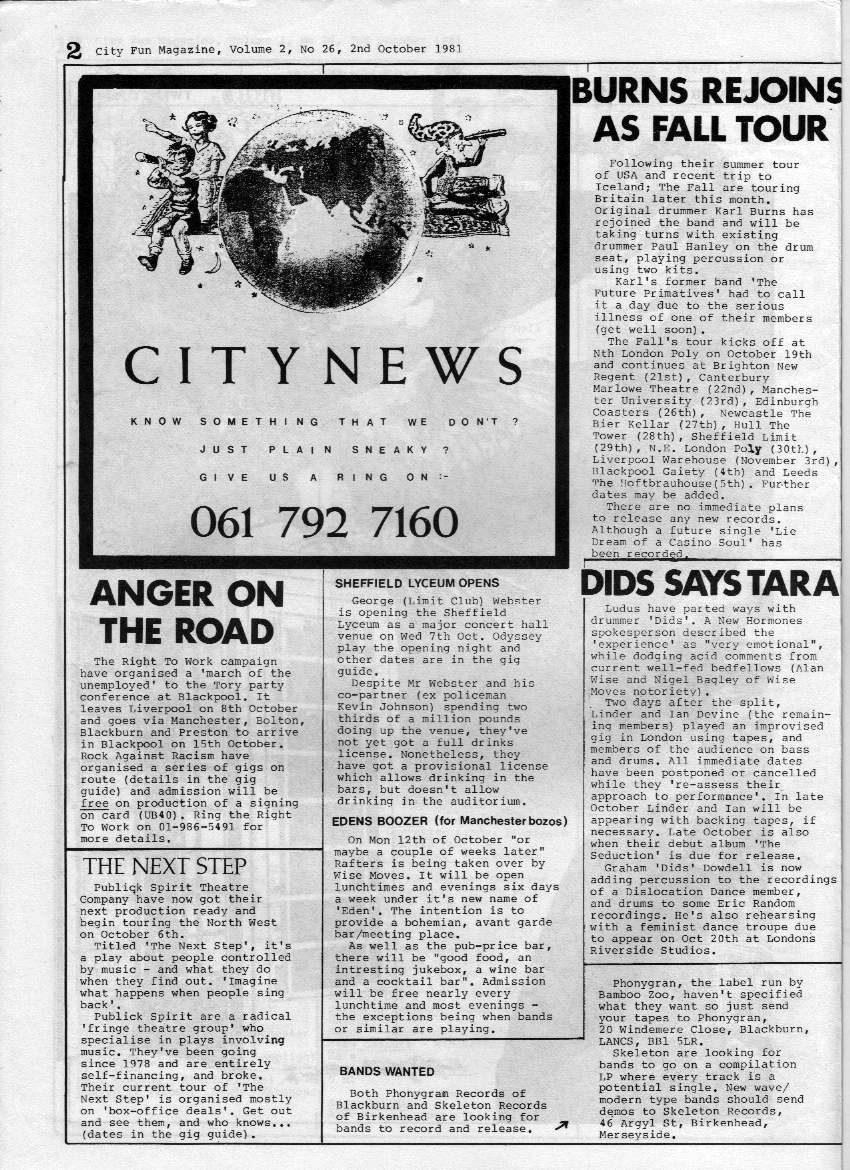 2 City Fun Magazine, Volume 2, No 26, 2nd October 1981
CITYNEWS
KNOW SOMETHING THAT WE DON'T ?
JUST PLAIN SNEAKY ?
GIVE US A RING ON :-
061 792 7160
ANGER ON
THE ROAD
The Right To Work campaign
have organised a 'march of the
unemployed' to the Tory party
conference at Blackpool. It
leaves Liverpool on 8th October
and goes via Manchester, Bolton,
Blackburn and Preston to arrive
in Blackpool on 15th October.
Rock Against Racism have
organised a series of gigs on
route (details in the gig
guide) and admission will be
free on production of a signing
on card (UB40). Ring the Right
To Work on 01-986-5491 for
more details.
THE NEXT STEP
Publick Spirit Theatre
Company have now got their
next production ready and
begin touring the North West
on October 6th.
Titled 'The Next Step', it's
a play about people controlled
by music - and what they do
when they find out. 'Imagine
what happens when people sing
back'.
Publick Spirit are a radical
'fringe theatre group' who
specialise in plays involving
music. They've been going
since 1978 and are entirely
self-financing, and broke.
Their current tour of 'The
Next Step' is organised mostly
on 'box-office deals'. Get out
and see them, and who knows...
(dates in the gig guide).
SHEFFIELD LYCEUM OPENS
George (Limit Club) Webster
is opening the Sheffield
Lyceum as a major concert hall
venue on Wed 7th Oct. Odyssey
play the opening night and
other dates are in the gig
guide.
Despite Mr Webster and his
co-partner (ex policeman
Kevin Johnson) spending two
thirds of a million pounds
doing up the venue, they've
not yet got a full drinks
license. Nonetheless, they
have got a provisional license
which allows drinking in the
bars, but doesn't allow
drinking in the auditorium.
EDENS BOOZER (for Manchester bozos)
On Mon 12th of October "or
maybe a couple of weeks later"
Rafters is being taken over by
Wise Moves. It will be open
lunchtimes and evenings six days
a week under it's new name of
'Eden'. The intention is to
provide a bohemian, avant garde
bar/meeting place.
As well as the pub-price bar,
there will be "good food, an
intresting jukebox, a wine bar
and a cocktail bar". Admission
will be free nearly every
lunchtime and most evenings -
the exceptions being when bands
or similar are playing.
BANDS WANTED
Both Phonygram Records of
Blackburn and Skeleton Records
of Birkenhead are looking for
bands to record and release.
BURNS REJOINS
AS FALL TOUR
Following their summer tour
of USA and recent trip to
Iceland; The Fall are touring
Britain later this month.
Original drummer Karl Burns has
rejoined the band and will be
taking turns with existing
drummer Paul Hanley on the drum
seat, playing percussion or
using two kits.
Karl's former band 'The
Future Primatives' had to call
it a day due to the serious
illness of one of their members
(get well soon).
The Fall's tour kicks off at
Nth London Poly on October 19th
and continues at Brighton New
Regent (21st), Canterbury
Marlowe Theatre (22nd), Manches-
ter University (23rd), Edinburgh
Coasters (26th), Newcastle The
Bier Kellar (27th), Hull The
Tower (28th), Sheffield Limit
(29th), N.E. London Poly (30th),
Liverpool Warehouse (November 3rd),
Blackpool Gaiety (4th) and Leeds
The Hoftbrauhouse(5th). Further
dates may be added.
There are no immediate plans
to release any new records.
Although a future single 'Lie
Dream of a Casino Soul' has
been recorded.
DIDS SAYS TARA
Ludus have parted ways with
drummer 'Dids'. A New Hormones
spokesperson described the
'experience' as "very emotional",
while dodging acid comments from
current well-fed bedfellows (Alan
Wise and Nigel Bagley of Wise
Moves notoriety).
Two days after the split,
Linder and Ian Devine (the remain-
ing members) played an improvised
gig in London using tapes, and
members of the audience on bass
and drums. All immediate dates
have been postponed or cancelled
while they 're-assess their
approach to performance'. In late
October Linder and Ian will be
appearing with backing tapes, if
necessary. Late October is also
when their debut album 'The
Seduction' is due for release.
Graham 'Dids' Dowdell is now
adding percussion to the recordings
of a Dislocation Dance member,
and drums to some Eric Random
recordings. He's also rehearsing
with a feminist dance troupe due
to appear on Oct 20th at Londons
Riverside Studios.
Phonygran, the label run by
Bamboo Zoo, haven't specified
what they want so just send
your tapes to Phonygran,
20 Windemere Close, Blackburn,
LANCS, BB1 5LR.
Skeleton are looking for
bands to go on a compilation
LP where every track is a
potential single. New wave/
modern type bands should send
demos to Skeleton Records,
46 Argyl St, Birkenhead,
Merseyside.